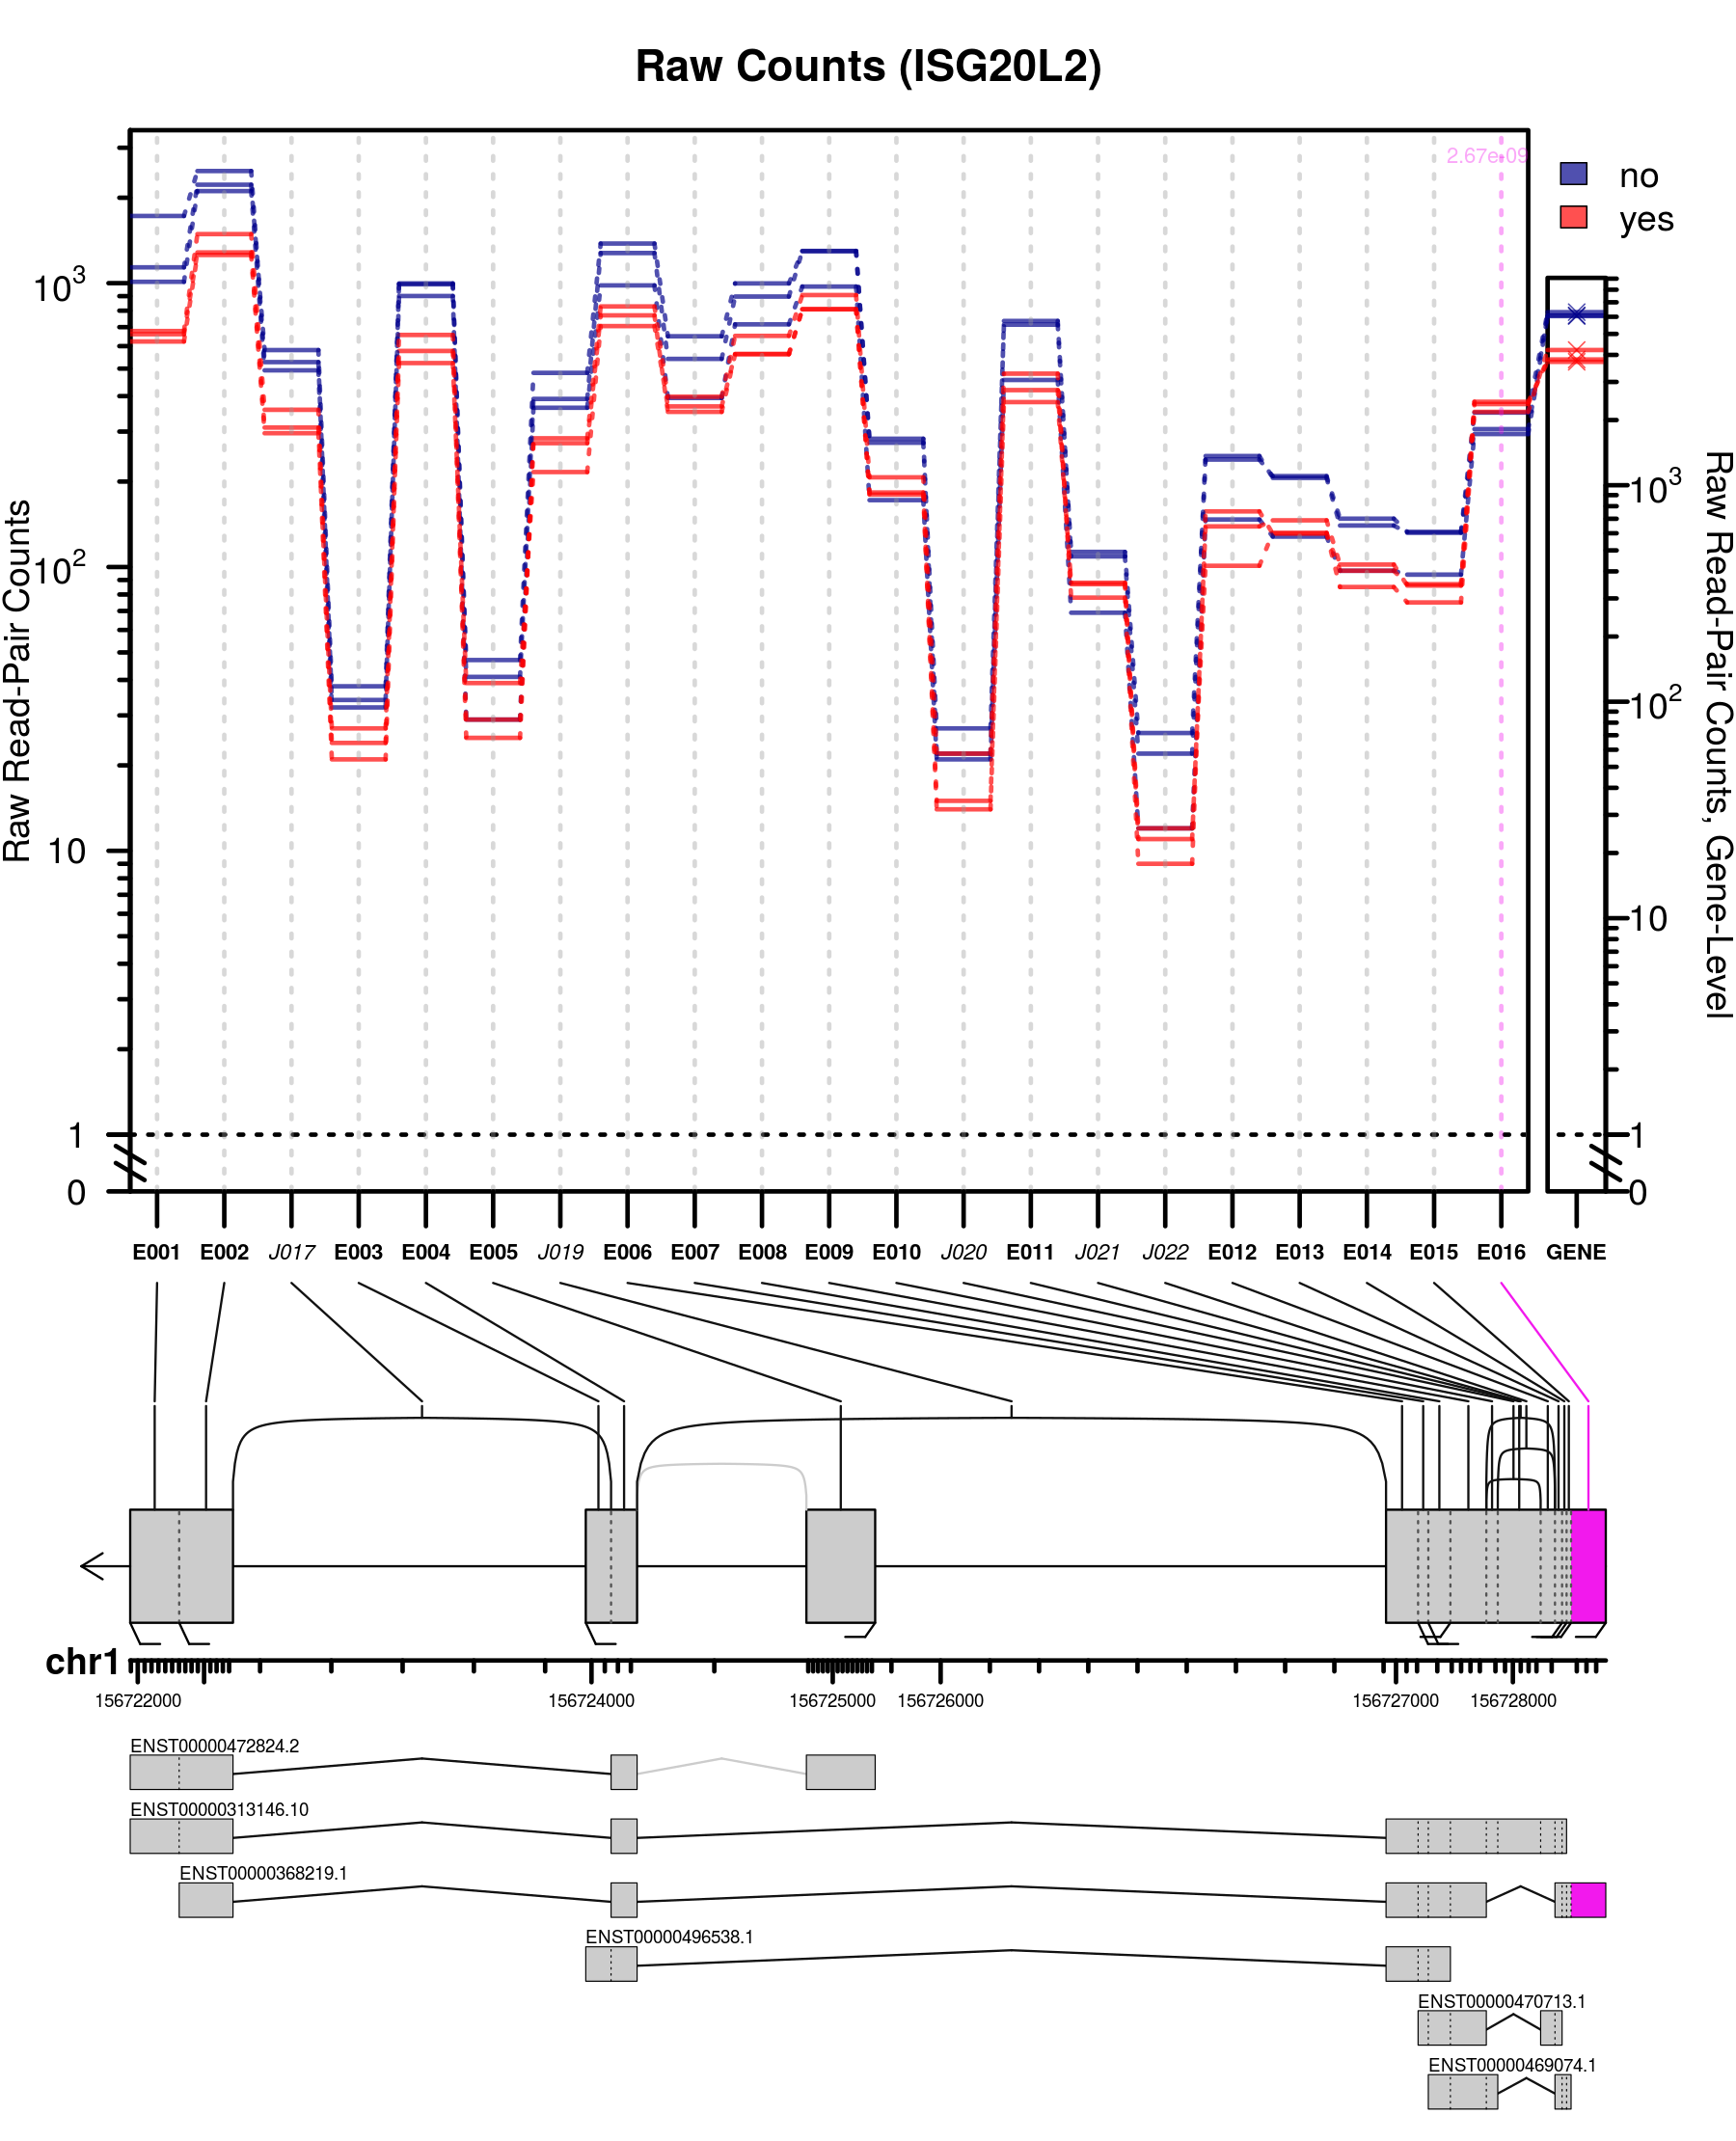 Raw Counts (ISG20L2)
2.67e-09
no
yes
Raw Read-Pair Counts
10^3
10^2
10
1
0
10^3
10^2
10
1
0
Raw Read-Pair Counts, Gene-Level
E001 E002 J017 E003 E004 E005 J019 E006 E007 E008 E009 E010 J020 E011 J021 J022 E012 E013 E014 E015 E016 GENE
chr1
156722000 156724000 156725000 156726000 156727000 156728000
ENST00000472824.2
ENST00000313146.10
ENST00000368219.1
ENST00000496538.1
ENST00000470713.1
ENST00000469074.1